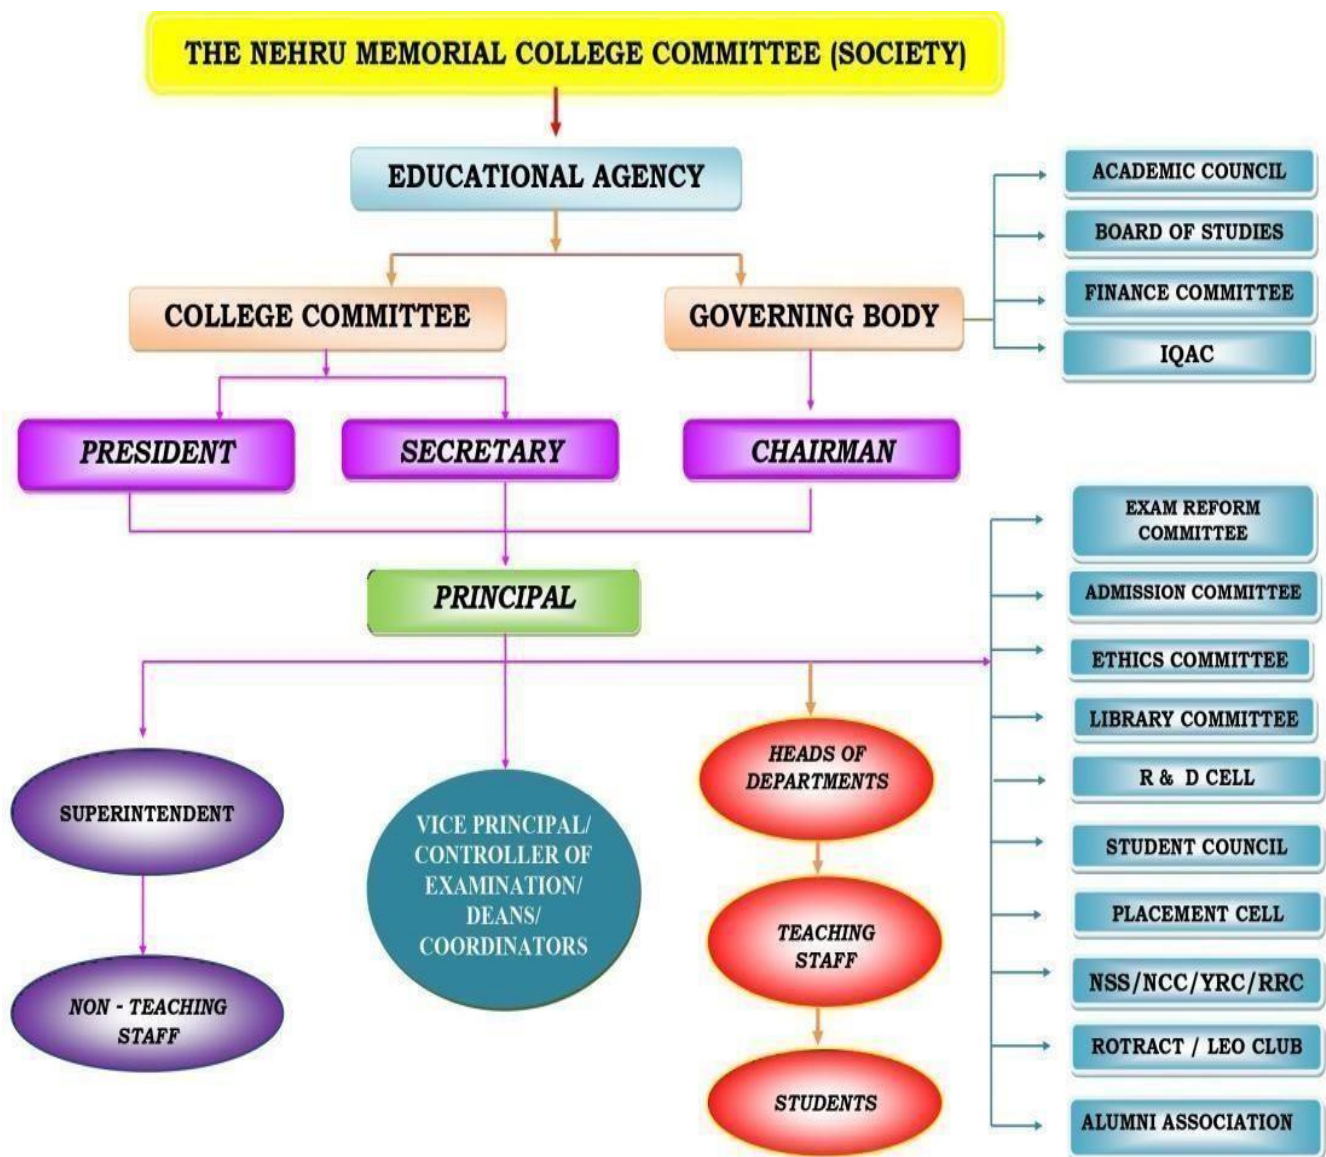 THE NEHRU MEMORIAL COLLEGE COMMITTEE (SOCIETY)
EDUCATIONAL AGENCY
COLLEGE COMMITTEE
GOVERNING BODY
ACADEMIC COUNCIL
BOARD OF STUDIES
FINANCE COMMITTEE
IQAC
PRESIDENT
SECRETARY
CHAIRMAN
PRINCIPAL
SUPERINTENDENT
NON - TEACHING
STAFF
VICE PRINCIPAL/
CONTROLLER OF
EXAMINATION/
DEANS/
COORDINATORS
HEADS OF
DEPARTMENTS
TEACHING
STAFF
STUDENTS
EXAM REFORM
COMMITTEE
ADMISSION COMMITTEE
ETHICS COMMITTEE
LIBRARY COMMITTEE
R & D CELL
STUDENT COUNCIL
PLACEMENT CELL
NSS/NCC/YRC/RRC
ROTRACT / LEO CLUB
ALUMNI ASSOCIATION